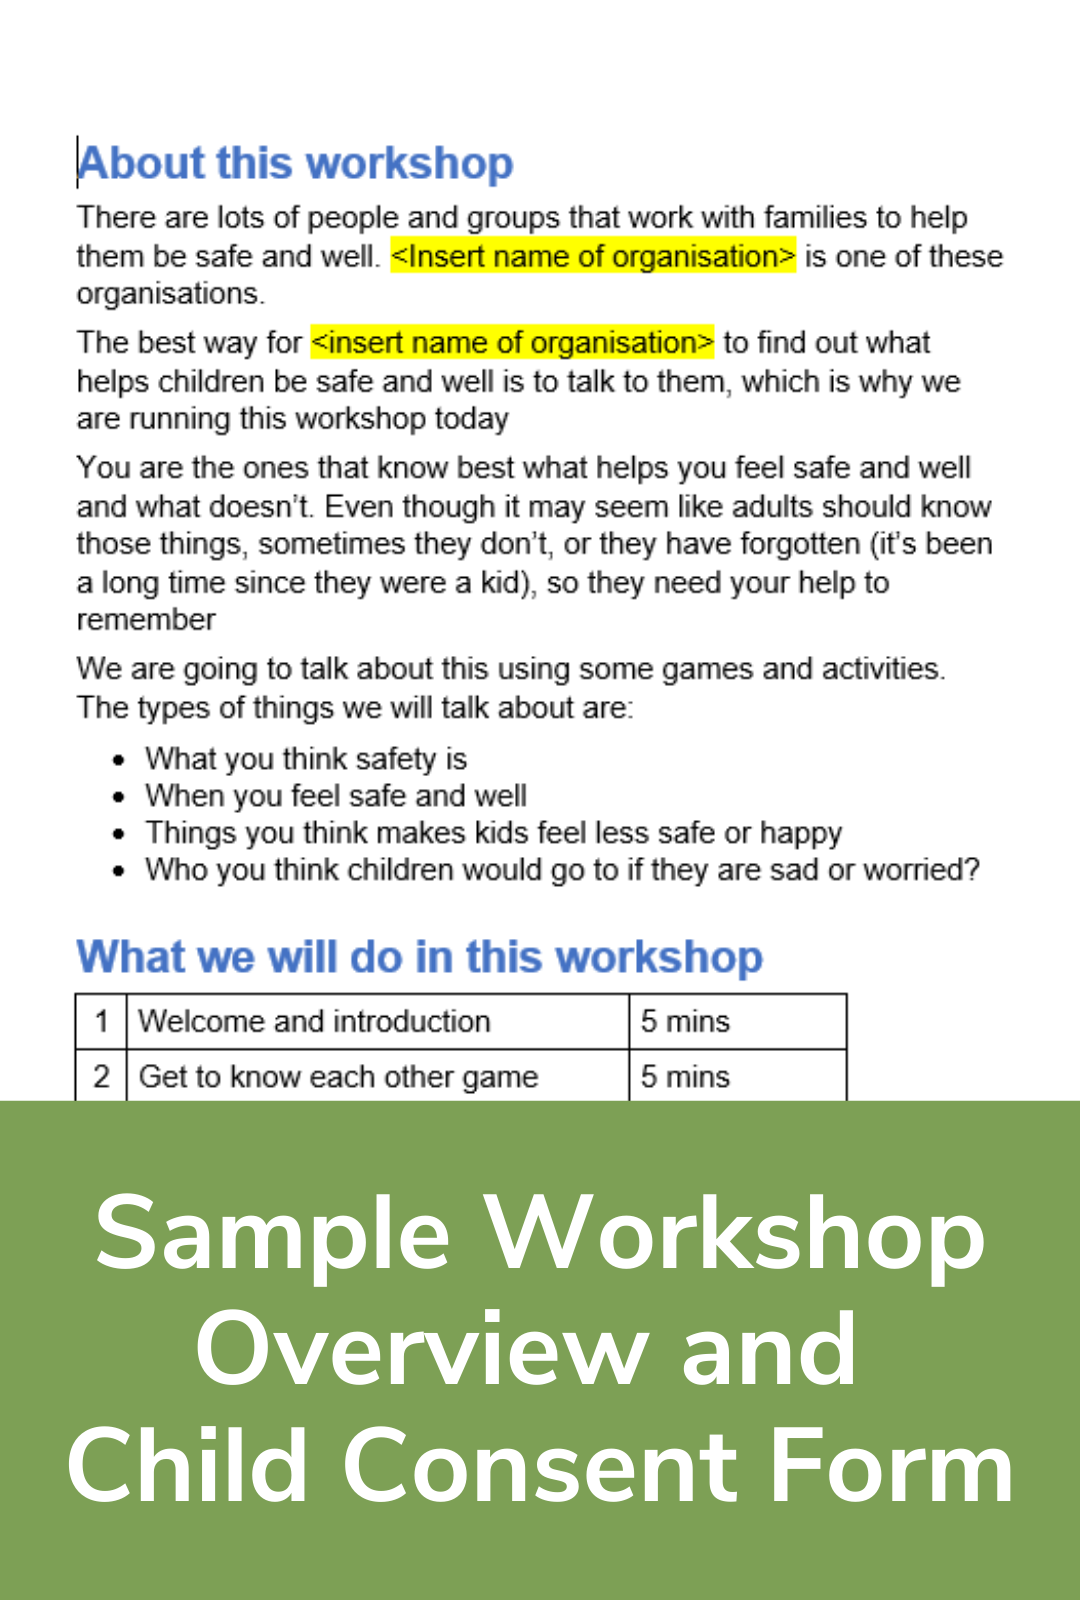 About this workshop
There are lots of people and groups that work with families to help
them be safe and well. <Insert name of organisation> is one of these
organisations.
The best way for <insert name of organisation> to find out what
helps children be safe and well is to talk to them, which is why we
are running this workshop today
You are the ones that know best what helps you feel safe and well
and what doesn’t. Even though it may seem like adults should know
those things, sometimes they don’t, or they have forgotten (it’s been
a long time since they were a kid), so they need your help to
remember
We are going to talk about this using some games and activities.
The types of things we will talk about are:
• What you think safety is
• When you feel safe and well
• Things you think makes kids feel less safe or happy
• Who you think children would go to if they are sad or worried?
What we will do in this workshop
1 Welcome and introduction 5 mins
2 Get to know each other game 5 mins
Sample Workshop
Overview and
Child Consent Form